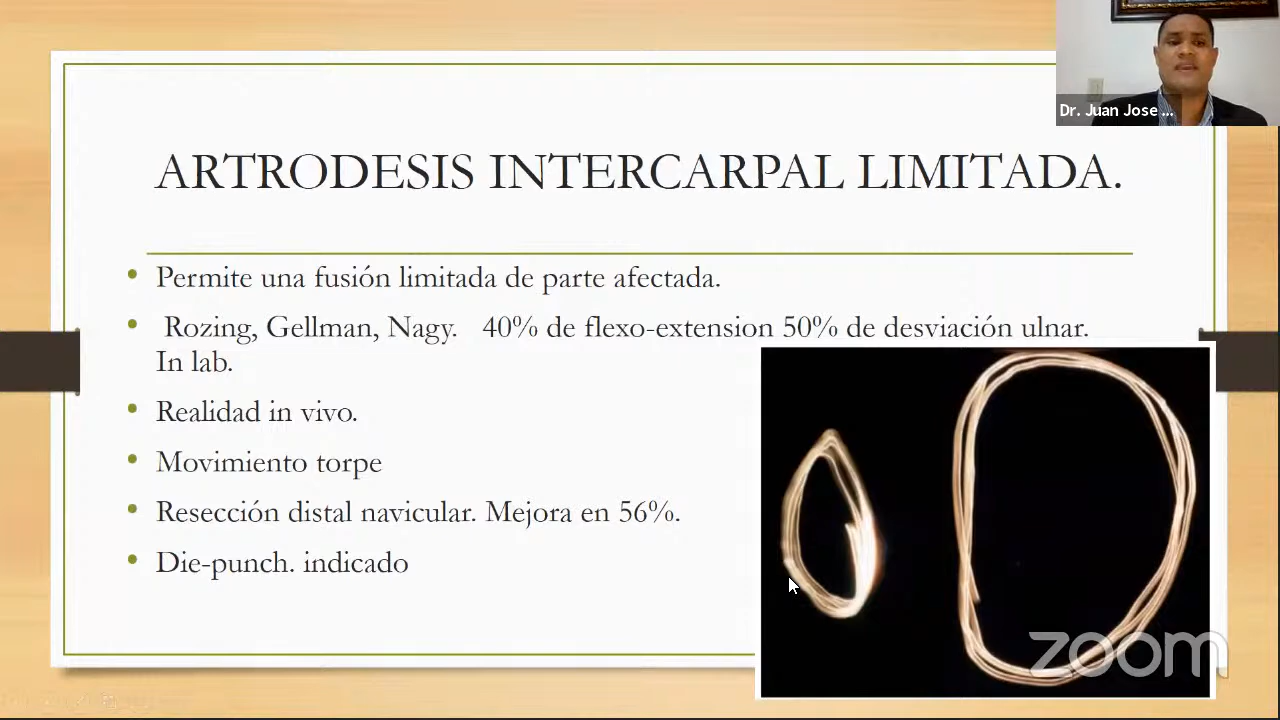 Dr. Juan Jose ...
ARTRODESIS INTERCARPAL LIMITADA.
• Permite una fusión limitada de parte afectada.
• Rozing, Gellman, Nagy. 40% de flexo-extension 50% de desviación ulnar.
In lab.
• Realidad in vivo.
• Movimiento torpe
• Resección distal navicular. Mejora en 56%.
• Die-punch. indicado
zoom